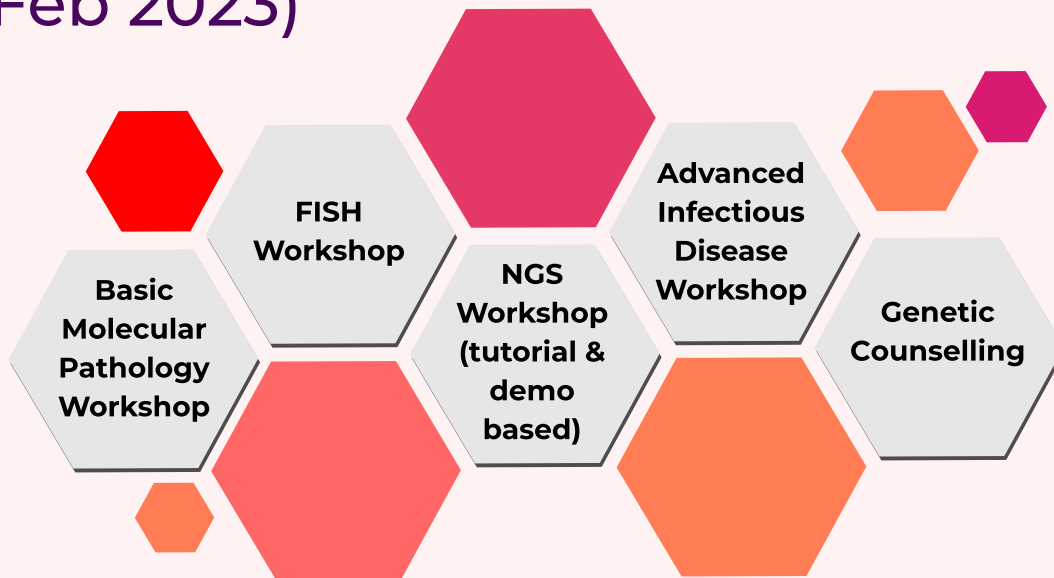 Feb 2023)
FISH
Workshop
Advanced
Infectious
Disease
Workshop
Basic
Molecular
Pathology
Workshop
NGS
Workshop
(tutorial &
demo
based)
Genetic
Counselling